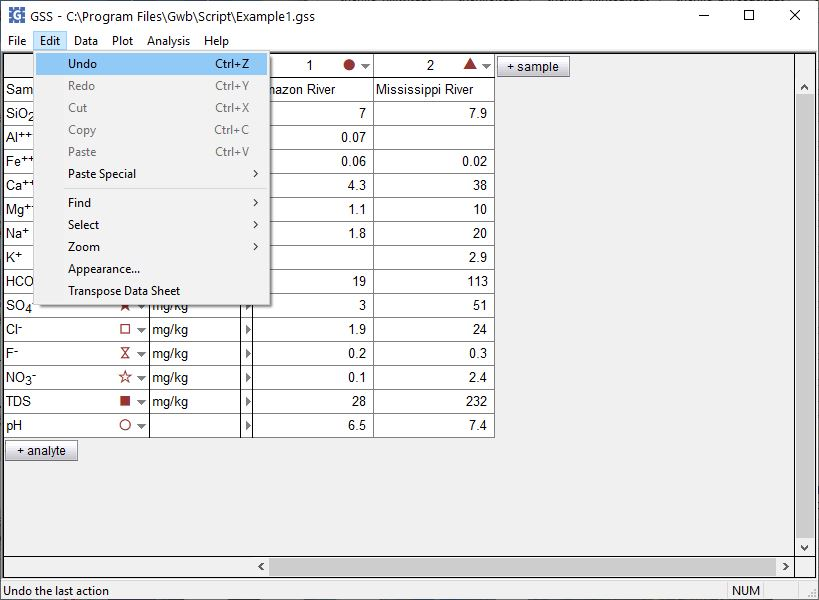 GSS - C:\Program Files\Gwb\Script\Example1.gss
File Edit Data Plot Analysis Help
Undo Ctrl+Z 1 2 + sample
Redo Ctrl+Y
Sam mazon River Mississippi River
Cut Ctrl+X
SiO2 7 7.9
Copy Ctrl+C
Al++ 0.07
Paste Ctrl+V
Fe++ 0.06 0.02
Paste Special
Ca++ 4.3 38
Find
Mg++ 1.1 10
Select
Na+ 1.8 20
Zoom
K+ 2.9
Appearance...
HCO 19 113
Transpose Data Sheet
SO4 mg/kg 3 51
Cl- mg/kg 1.9 24
F- mg/kg 0.2 0.3
NO3- mg/kg 0.1 2.4
TDS mg/kg 28 232
pH 6.5 7.4
+ analyte
Undo the last action NUM